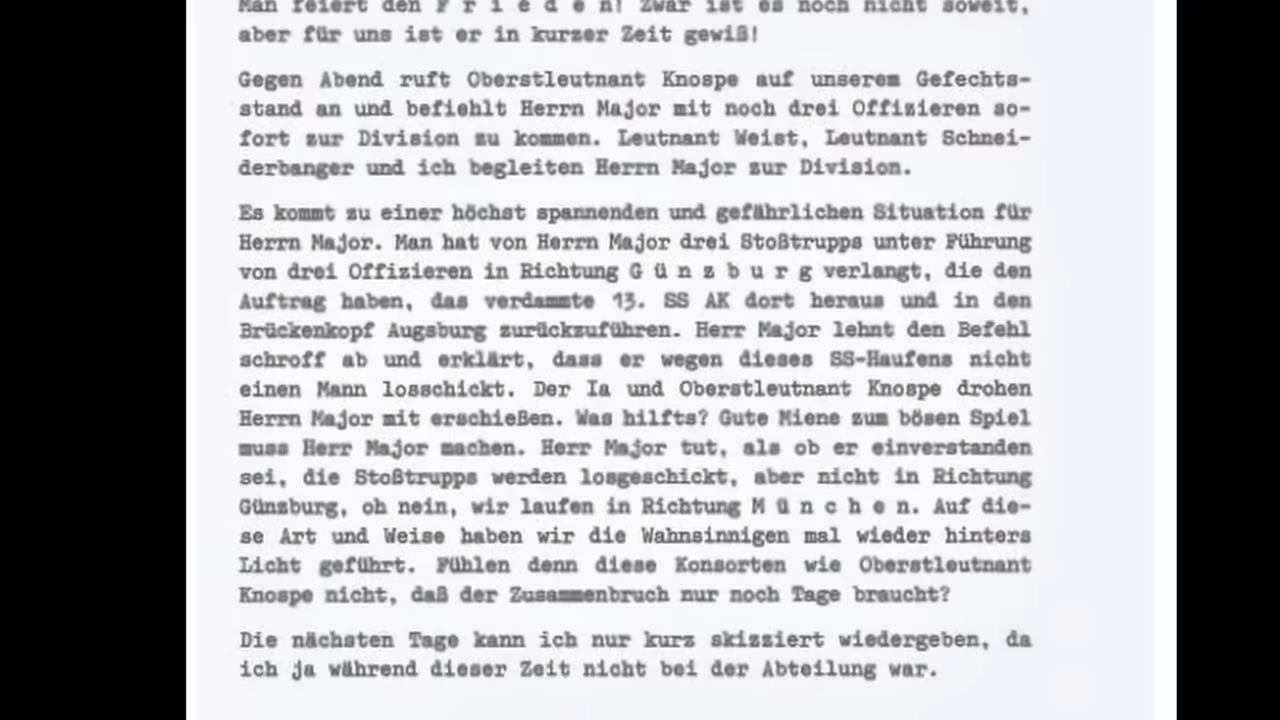 Man feiert den F r i e d e n! Zwar ist es noch nicht soweit,
aber für uns ist er in kurzer Zeit gewiß!
Gegen Abend ruft Oberstleutnant Knospe auf unserem Gefechts-
stand an und befiehlt Herrn Major mit noch drei Offizieren so-
fort zur Division zu kommen. Leutnant Weist, Leutnant Schnei-
derbanger und ich begleiten Herrn Major zur Division.
Es kommt zu einer höchst spannenden und gefährlichen Situation für
Herrn Major. Man hat von Herrn Major drei Stoßtrupps unter Führung
von drei Offizieren in Richtung G ü n z b u r g verlangt, die den
Auftrag haben, das verdammte 13. SS AK dort heraus und in den
Brückenkopf Augsburg zurückzuführen. Herr Major lehnt den Befehl
schroff ab und erklärt, dass er wegen dieses SS-Haufens nicht
einen Mann losschickt. Der Ia und Oberstleutnant Knospe drohen
Herrn Major mit erschießen. Was hilfts? Gute Miene zum bösen Spiel
muss Herr Major machen. Herr Major tut, als ob er einverstanden
sei, die Stoßtrupps werden losgeschickt, aber nicht in Richtung
Günzburg, oh nein, wir laufen in Richtung M ü n c h e n. Auf die-
se Art und Weise haben wir die Wahnsinnigen mal wieder hinters
Licht geführt. Fühlen denn diese Konsorten wie Oberstleutnant
Knospe nicht, daß der Zusammenbruch nur noch Tage braucht?
Die nächsten Tage kann ich nur kurz skizziert wiedergeben, da
ich ja während dieser Zeit nicht bei der Abteilung war.